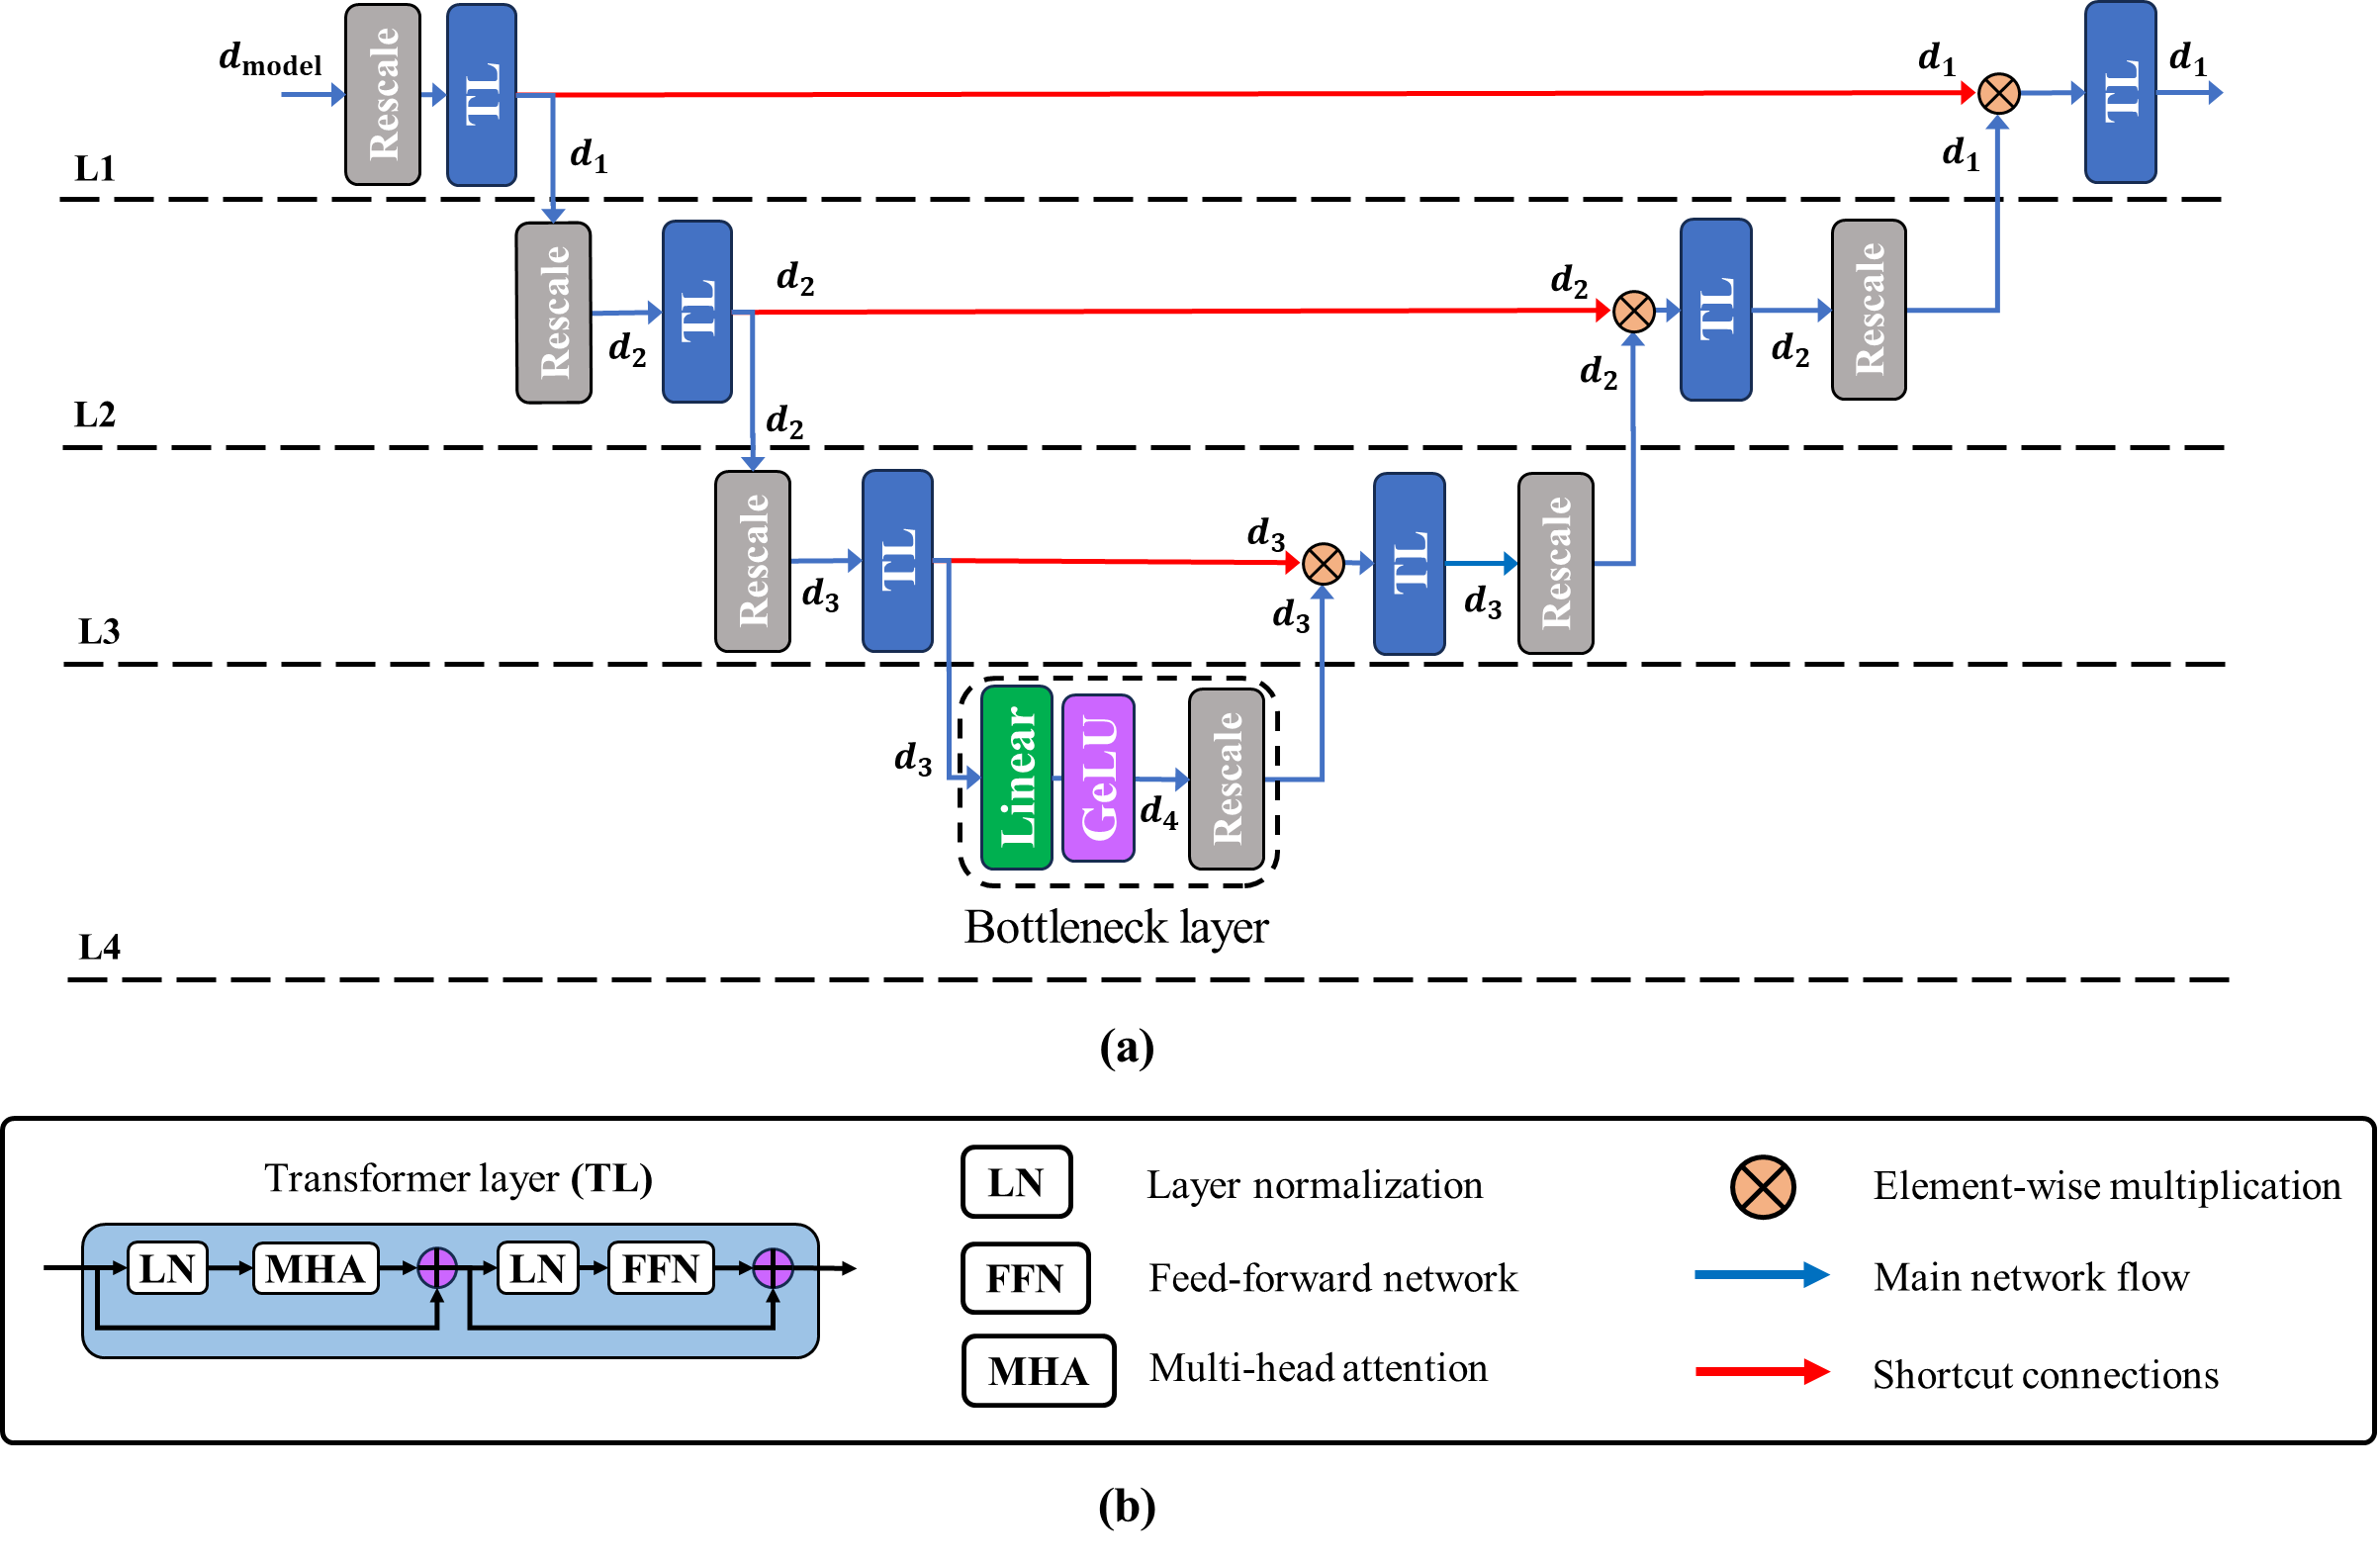 d_model
Rescale
TL
d_1
d_1
TL
d_1
d_1
L1
Rescale
d_2
TL
d_2
d_2
d_2
d_2
TL
d_2
Rescale
L2
Rescale
d_3
TL
d_3
d_3
TL
d_3
Rescale
L3
d_3
Linear
GeLU
d_4
Rescale
Bottleneck layer
L4
(a)
Transformer layer (TL)
LN
MHA
LN
FFN
LN
Layer normalization
Element-wise multiplication
FFN
Feed-forward network
Main network flow
MHA
Multi-head attention
Shortcut connections
(b)